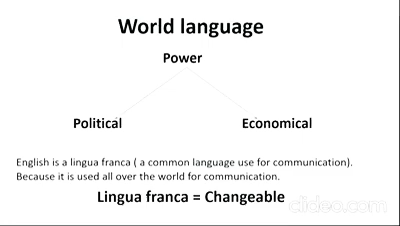 World language
Power
Political
Economical
English is a lingua franca ( a common language use for communication).
Because it is used all over the world for communication.
Lingua franca = Changeable
clideo.com